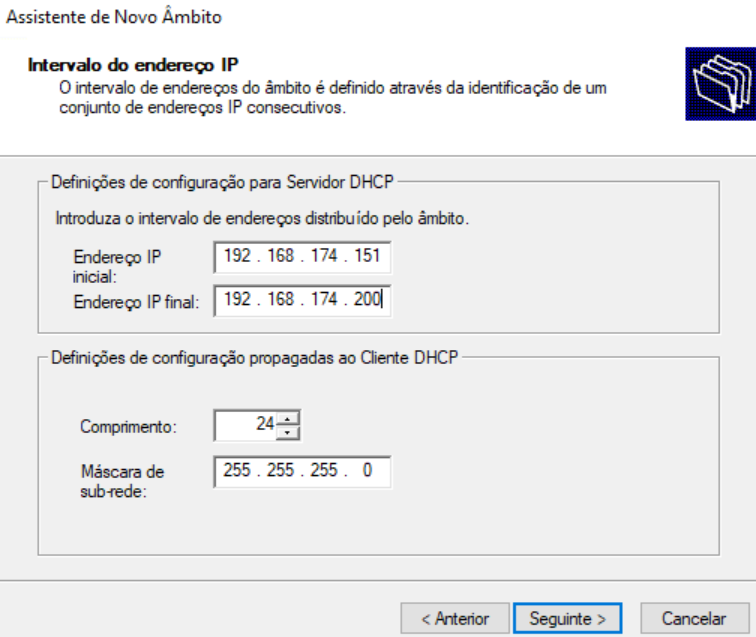 Assistente de Novo Âmbito
Intervalo do endereço IP
O intervalo de endereços do âmbito é definido através da identificação de um
conjunto de endereços IP consecutivos.
Definições de configuração para Servidor DHCP
Introduza o intervalo de endereços distribuído pelo âmbito.
Endereço IP
inicial:
192 . 168 . 174 . 151
Endereço IP final:
192 . 168 . 174 . 200
Definições de configuração propagadas ao Cliente DHCP
Comprimento:
24
Máscara de
sub-rede:
255 . 255 . 255 . 0
< Anterior
Seguinte >
Cancelar